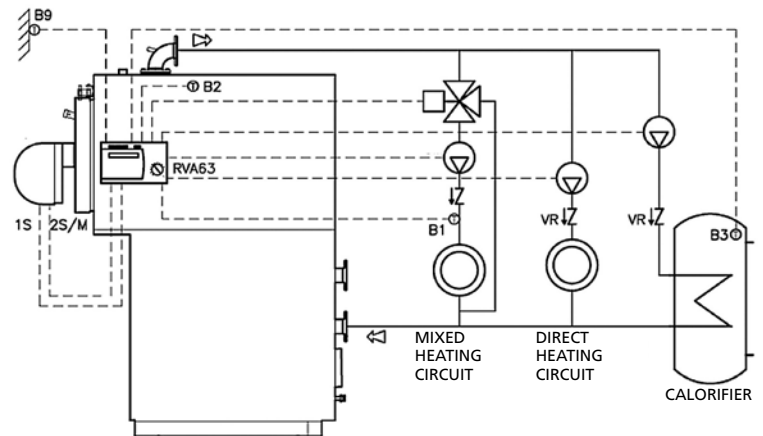 B9
B2
RVA63
1S 2S/M
B1
VR
VR
B3
MIXED
HEATING
CIRCUIT
DIRECT
HEATING
CIRCUIT
CALORIFIER